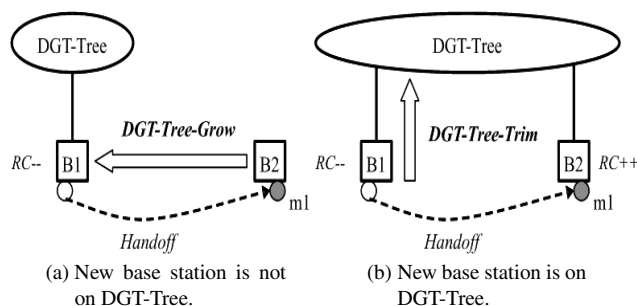 DGT-Tree
DGT-Tree-Grow
RC--
B1
B2
m1
Handoff
(a) New base station is not
on DGT-Tree.
DGT-Tree
DGT-Tree-Trim
RC--
B1
B2
RC++
m1
Handoff
(b) New base station is on
DGT-Tree.